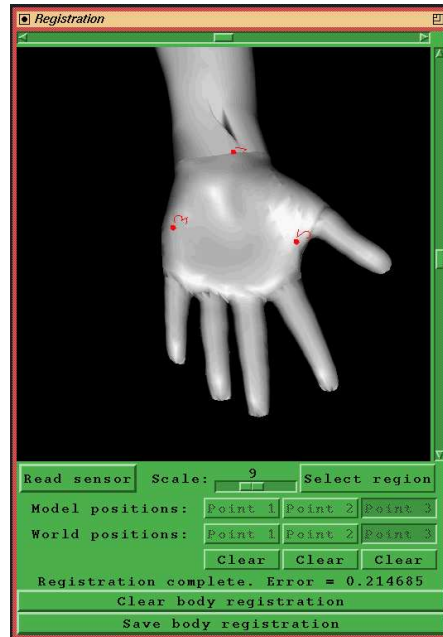 Registration
Read sensor Scale: 9 Select region
Model positions: Point 1 Point 2 Point 3
World positions: Point 1 Point 2 Point 3
Clear Clear Clear
Registration complete. Error = 0.214685
Clear body registration
Save body registration